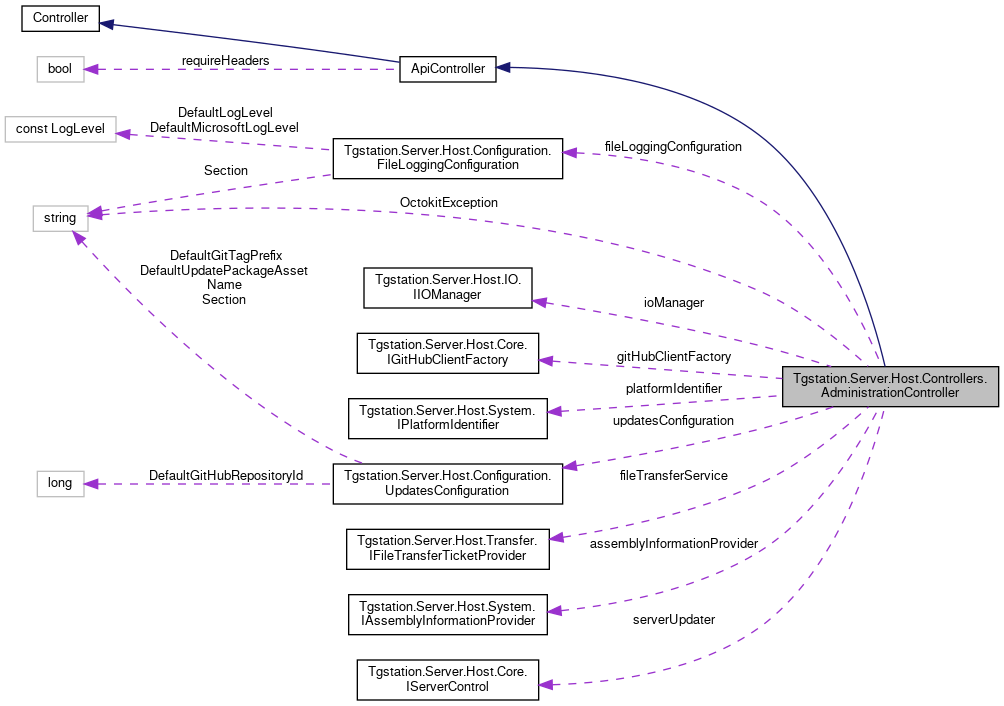 Controller
bool
requireHeaders
ApiController
const LogLevel
DefaultLogLevel
DefaultMicrosoftLogLevel
Tgstation.Server.Host.Configuration.
FileLoggingConfiguration
fileLoggingConfiguration
Section
string
OctokitException
DefaultGitTagPrefix
DefaultUpdatePackageAsset
Name
Section
Tgstation.Server.Host.IO.
IIOManager
ioManager
Tgstation.Server.Host.Core.
IGitHubClientFactory
gitHubClientFactory
Tgstation.Server.Host.Controllers.
AdministrationController
Tgstation.Server.Host.System.
IPlatformIdentifier
platformIdentifier
updatesConfiguration
long
DefaultGitHubRepositoryId
Tgstation.Server.Host.Configuration.
UpdatesConfiguration
fileTransferService
Tgstation.Server.Host.Transfer.
IFileTransferTicketProvider
assemblyInformationProvider
Tgstation.Server.Host.System.
IAssemblyInformationProvider
serverUpdater
Tgstation.Server.Host.Core.
IServerControl